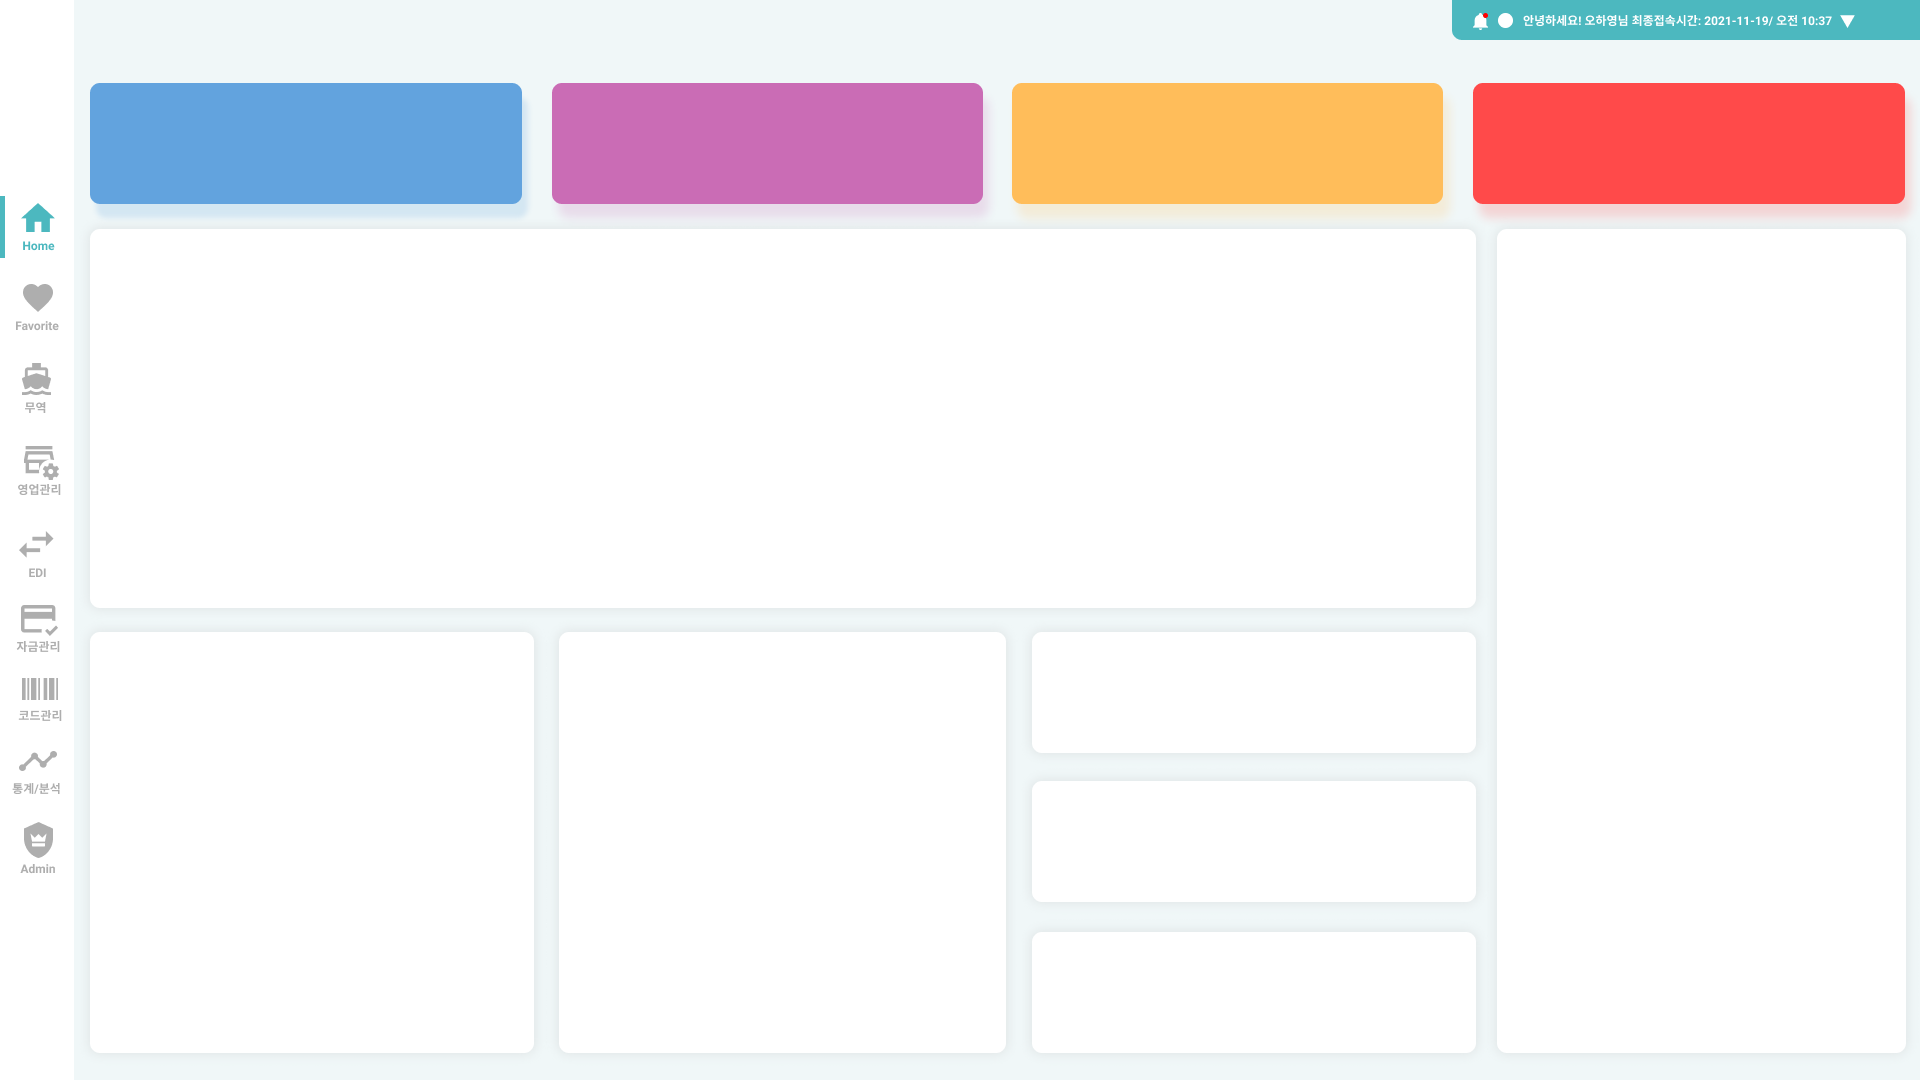 안녕하세요! 오하영님 최종접속시간: 2021-11-19/ 오전 10:37 ▼
Home
Favorite
무역
영업관리
EDI
자금관리
코드관리
통계/분석
Admin